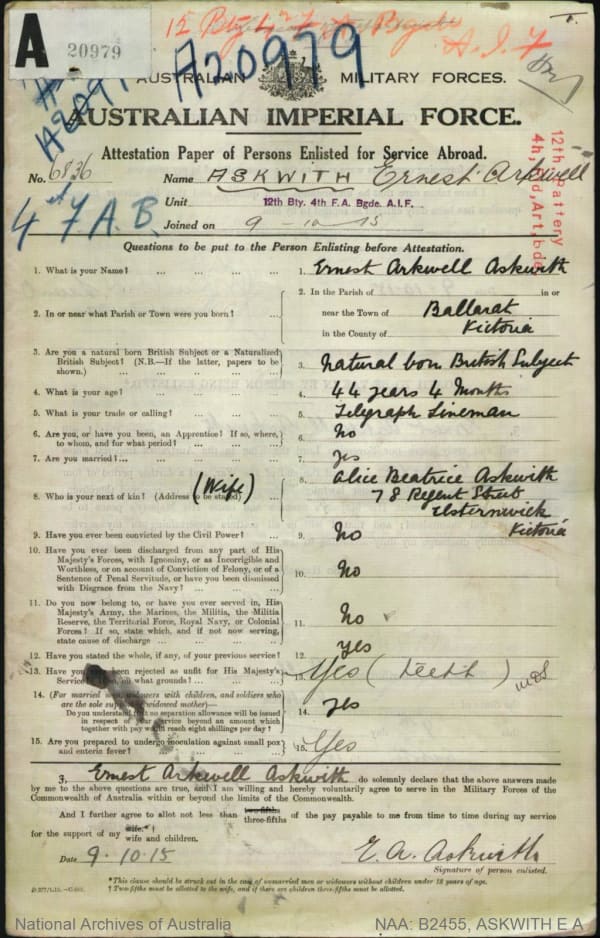 A 20979
12 Bty 4th F. A. Bgde
A. I. F
A20979
AUSTRALIAN MILITARY FORCES.
AUSTRALIAN IMPERIAL FORCE.
Attestation Paper of Persons Enlisted for Service Abroad.
12th Battery
No. 6836 Name ASKWITH Ernest Arkwell
Unit 12th Bty. 4th F.A. Bgde. A.I.F.
4 F.A.B.
Joined on 9 - 10 - 15
Questions to be put to the Person Enlisting before Attestation.
1. What is your Name? ... ... ... ... 1. Ernest Arkwell Askwith
2. In or near what Parish or Town were you born? ... 2. In the Parish of in or
near the Town of Ballarat
in the County of Victoria
3. Are you a natural born British Subject or a Naturalized
British Subject? (N.B.—If the latter, papers to be
shown.) ... 3. Natural born British Subject
4. What is your age? ... ... ... ... 4. 44 years 4 Months
5. What is your trade or calling? ... ... ... 5. Telegraph Lineman
6. Are you, or have you been, an Apprentice? If so, where,
to whom, and for what period? ... ... ... 6. No
7. Are you married?... ... ... ... ... 7. Yes
8. Who is your next of kin? (Address to be stated) (Wife) ... 8. Alice Beatrice Askwith
78 Regent Street
Elsternwick
Victoria
9. Have you ever been convicted by the Civil Power? ... 9. No
10. Have you ever been discharged from any part of His
Majesty's Forces, with Ignominy, or as Incorrigible and
Worthless, or on account of Conviction of Felony, or of a
Sentence of Penal Servitude, or have you been dismissed
with Disgrace from the Navy? ... ... ... 10. No
11. Do you now belong to, or have you ever served in, His
Majesty's Army, the Marines, the Militia, the Militia
Reserve, the Territorial Force, Royal Navy, or Colonial
Forces? If so, state which, and if not now serving,
state cause of discharge ... ... ... ... 11. No
12. Have you stated the whole, if any, of your previous service? 12. Yes
13. Have you been rejected as unfit for His Majesty's
Service on what grounds? ... ... ... 13. Yes (Teeth)
14. (For married widowers with children, and soldiers who
are the sole support of widowed mother)—
Do you understand no separation allowance will be issued
in respect of your service beyond an amount which
together with pay would reach eight shillings per day? 14. Yes
15. Are you prepared to undergo inoculation against small pox
and enteric fever? ... ... ... ... 15. Yes
I, Ernest Arkwell Askwith do solemnly declare that the above answers made
by me to the above questions are true, and I am willing and hereby voluntarily agree to serve in the Military Forces of the
Commonwealth of Australia within or beyond the limits of the Commonwealth.
And I further agree to allot not less than two-fifths three-fifths of the pay payable to me from time to time during my service
for the support of my wife.*† wife and children.
Date 9.10.15 E. A. Askwith
Signature of person enlisted.
*This clause should be struck out in the case of unmarried men or widowers without children under 18 years of age.
† Two-fifths must be allotted to the wife, and if there are children three-fifths must be allotted.
National Archives of Australia NAA: B2455, ASKWITH E A